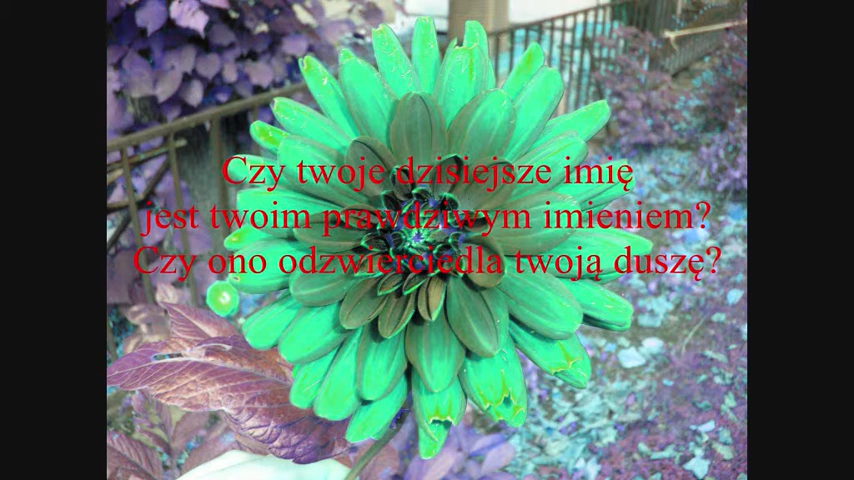 Czy twoje dzisiejsze imię
jest twoim prawdziwym imieniem?
Czy ono odzwierciedla twoją duszę?